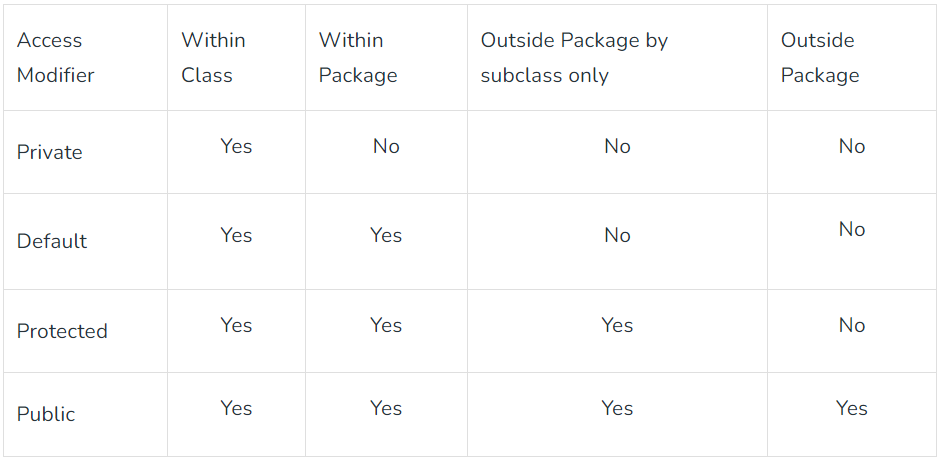 Access Modifier Within Class Within Package Outside Package by subclass only Outside Package
Private Yes No No No
Default Yes Yes No No
Protected Yes Yes Yes No
Public Yes Yes Yes Yes